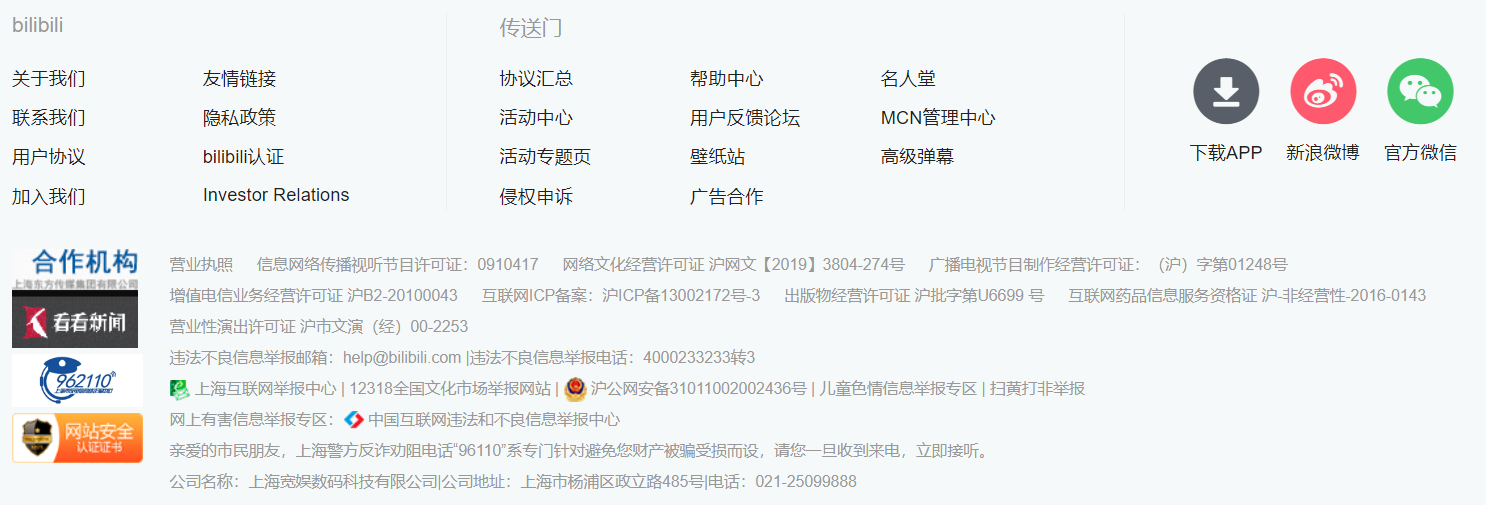 bilibili
关于我们 友情链接
联系我们 隐私政策
用户协议 bilibili认证
加入我们 Investor Relations
传送门
协议汇总 帮助中心 名人堂
活动中心 用户反馈论坛 MCN管理中心
活动专题页 壁纸站 高级弹幕
侵权申诉 广告合作
下载APP 新浪微博 官方微信
合作机构
上海东方传媒集团有限公司
看看新闻
962110
网站安全
认证证书
营业执照 信息网络传播视听节目许可证：0910417 网络文化经营许可证 沪网文【2019】3804-274号 广播电视节目制作经营许可证：（沪）字第01248号
增值电信业务经营许可证 沪B2-20100043 互联网ICP备案：沪ICP备13002172号-3 出版物经营许可证 沪批字第U6699 号 互联网药品信息服务资格证 沪-非经营性-2016-0143
营业性演出许可证 沪市文演（经）00-2253
违法不良信息举报邮箱：help@bilibili.com |违法不良信息举报电话：4000233233转3
上海互联网举报中心 | 12318全国文化市场举报网站 | 沪公网安备31011002002436号 | 儿童色情信息举报专区 | 扫黄打非举报
网上有害信息举报专区： 中国互联网违法和不良信息举报中心
亲爱的市民朋友，上海警方反诈劝阻电话“96110”系专门针对避免您财产被骗受损而设，请您一旦收到来电，立即接听。
公司名称：上海宽娱数码科技有限公司|公司地址：上海市杨浦区政立路485号|电话：021-25099888